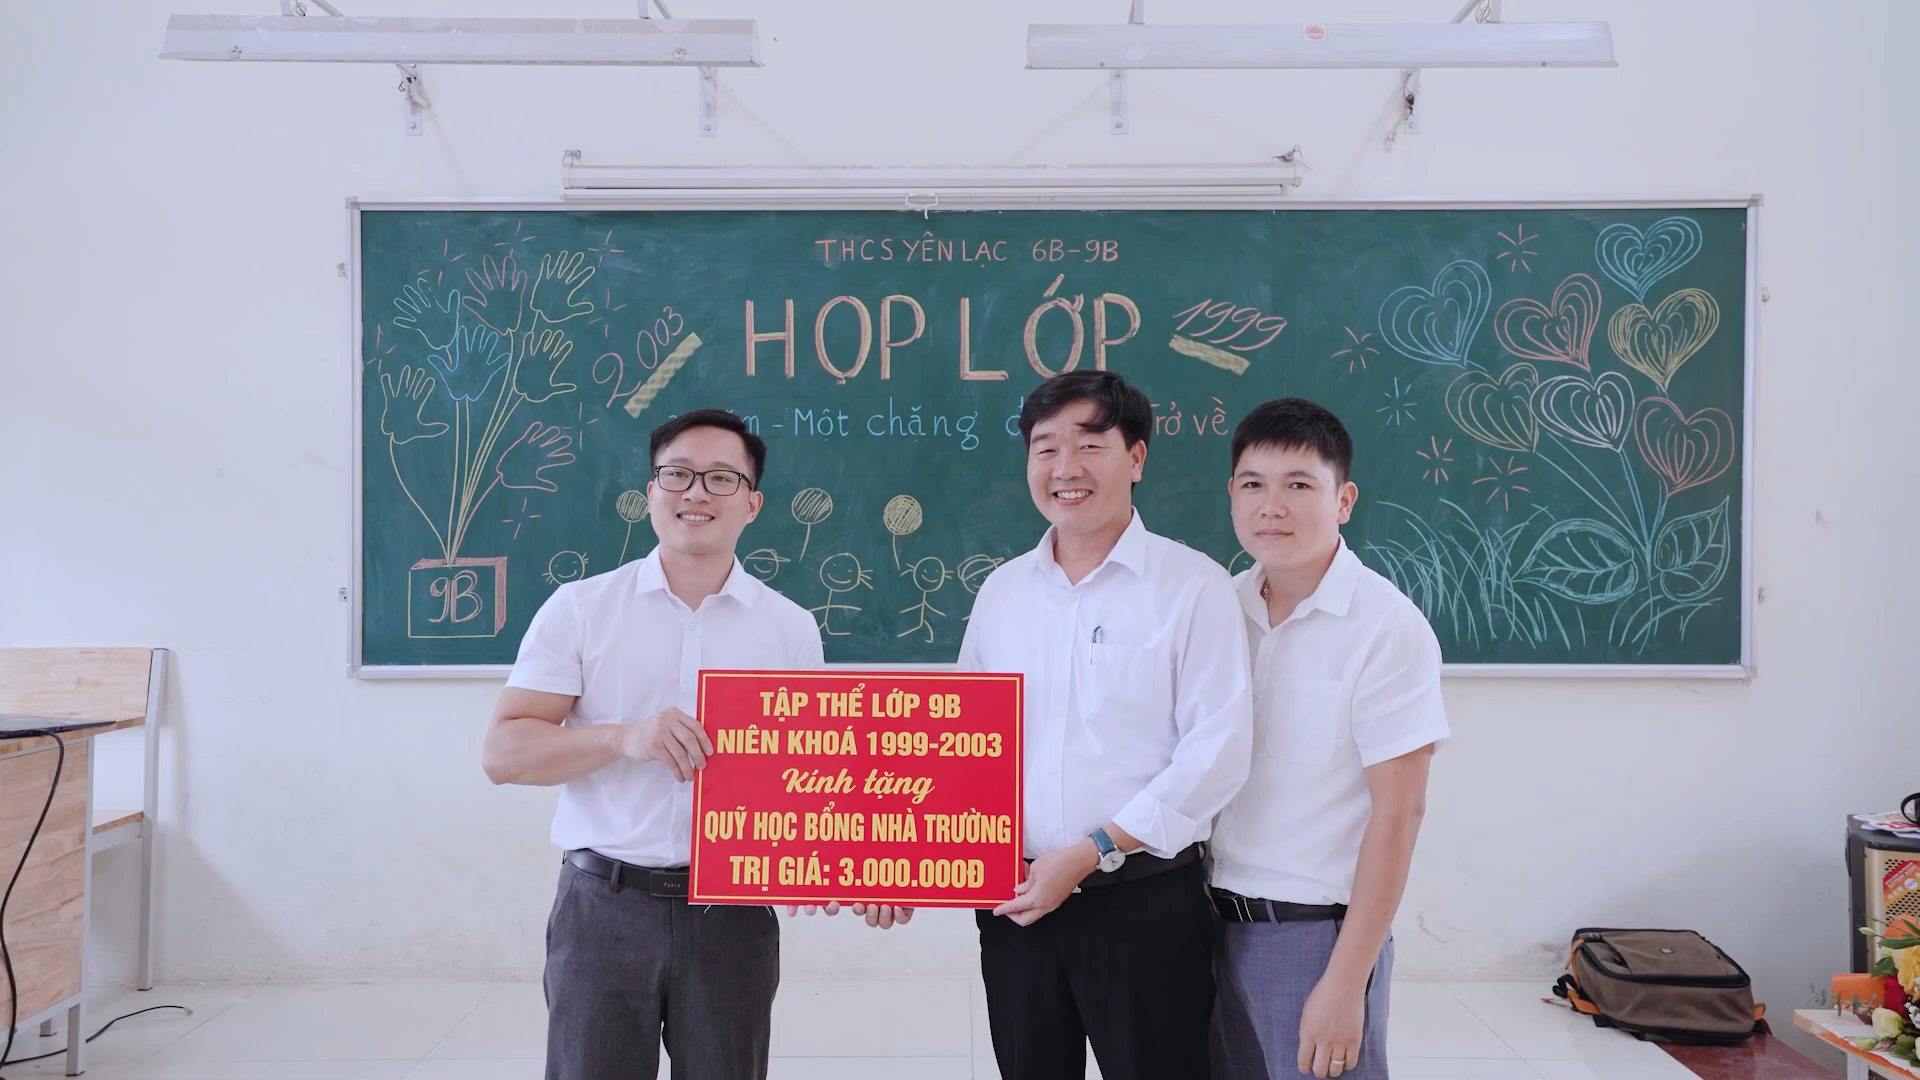 THCS YÊN LẠC 6B-9B
2003
HỌP LỚP
1999
- Một chặng
Trở về
9B
TẬP THỂ LỚP 9B
NIÊN KHOÁ 1999-2003
Kính tặng
QUỸ HỌC BỔNG NHÀ TRƯỜNG
TRỊ GIÁ: 3.000.000Đ